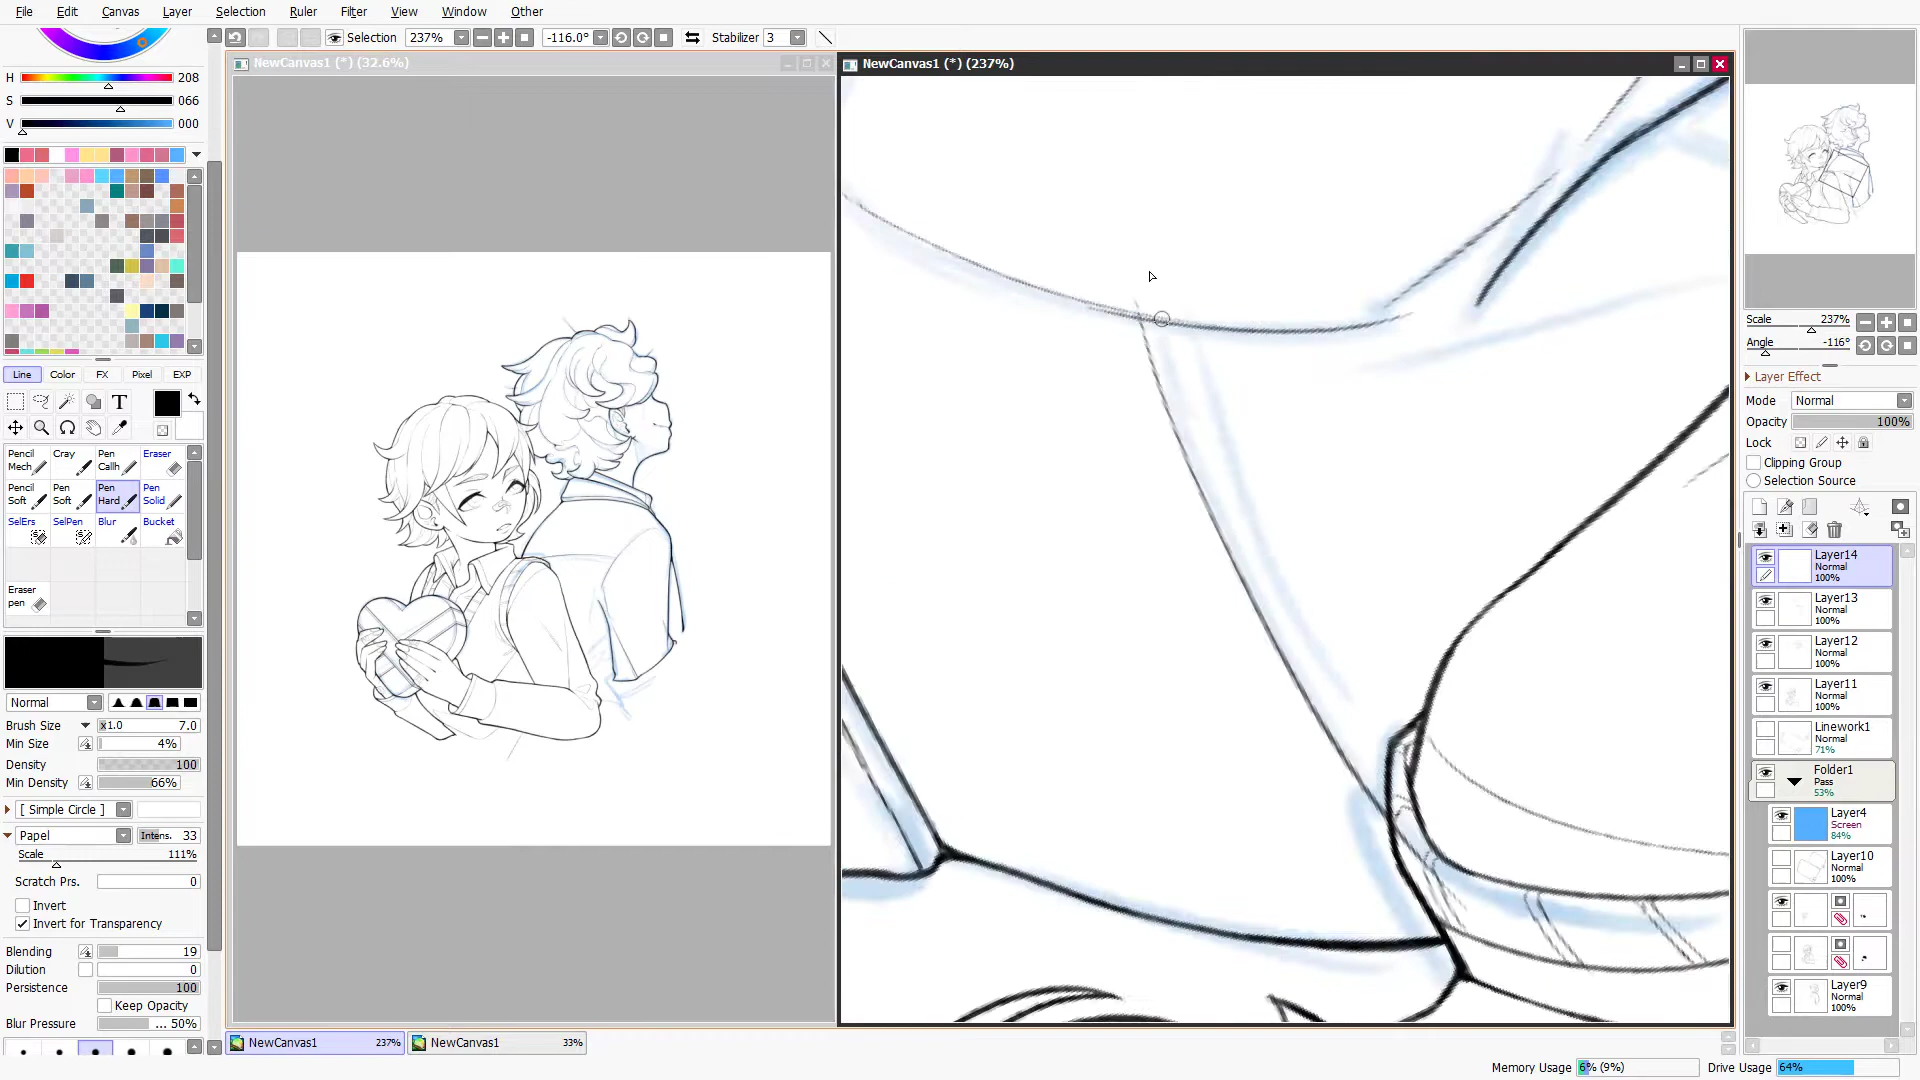 File Edit Canvas Layer Selection Ruler Filter View Window Other
Selection 237% -116.0° Stabilizer 3
NewCanvas1 (*) (32.6%)
NewCanvas1 (*) (237%)
H 208
S 066
V 000
Line Color FX Pixel EXP
T
Pencil Mech Cray Pen Callh Eraser
Pencil Soft Pen Soft Pen Hard Pen Solid
SelErs SelPen Blur Bucket
Eraser pen
Normal
Brush Size x1.0 7.0
Min Size 4%
Density 100
Min Density 66%
[ Simple Circle ]
Papel Intens. 33
Scale 111%
Scratch Prs. 0
Invert
Invert for Transparency
Blending 19
Dilution 0
Persistence 100
Keep Opacity
Blur Pressure ... 50%
NewCanvas1 237% NewCanvas1 33%
Scale 237%
Angle -116°
Layer Effect
Mode Normal
Opacity 100%
Lock
Clipping Group
Selection Source
Layer14
Normal
100%
Layer13
Normal
100%
Layer12
Normal
100%
Layer11
Normal
100%
Linework1
Normal
71%
Folder1
Pass
53%
Layer4
Screen
84%
Layer10
Normal
100%
Layer9
Normal
100%
Memory Usage 6% (9%) Drive Usage 64%